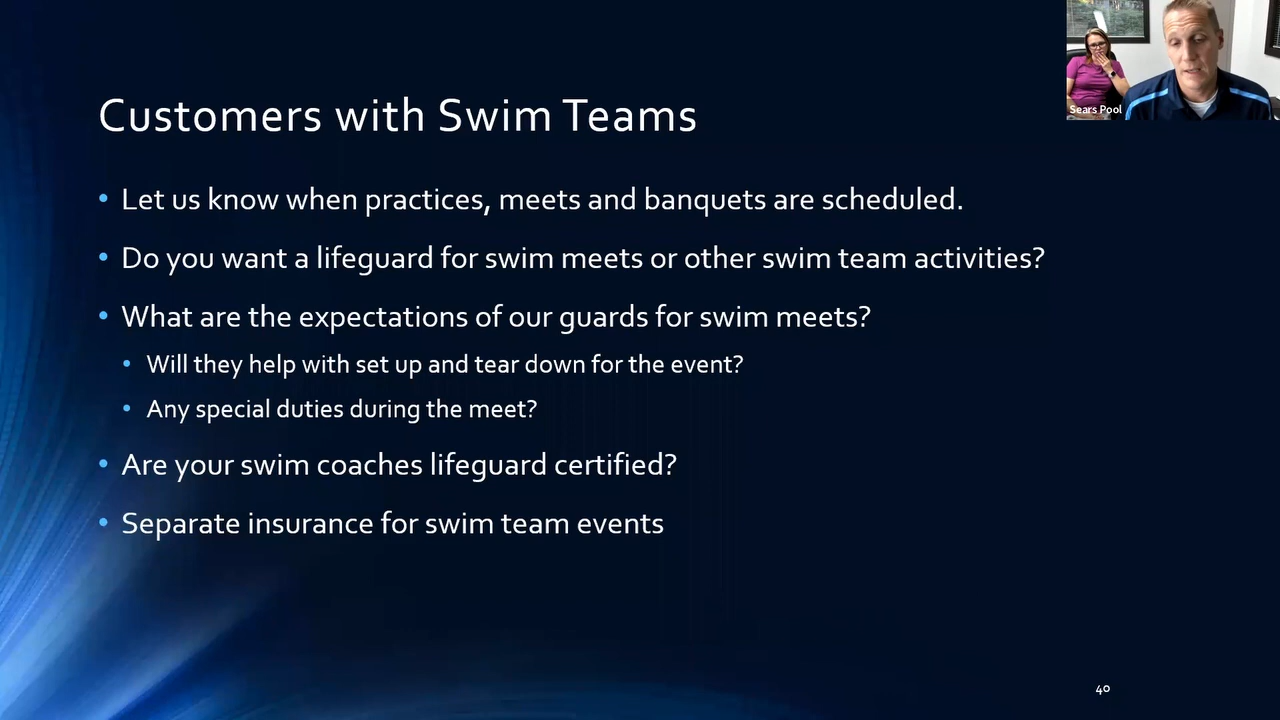 Sears Pool
Customers with Swim Teams
• Let us know when practices, meets and banquets are scheduled.
• Do you want a lifeguard for swim meets or other swim team activities?
• What are the expectations of our guards for swim meets?
• Will they help with set up and tear down for the event?
• Any special duties during the meet?
• Are your swim coaches lifeguard certified?
• Separate insurance for swim team events
40